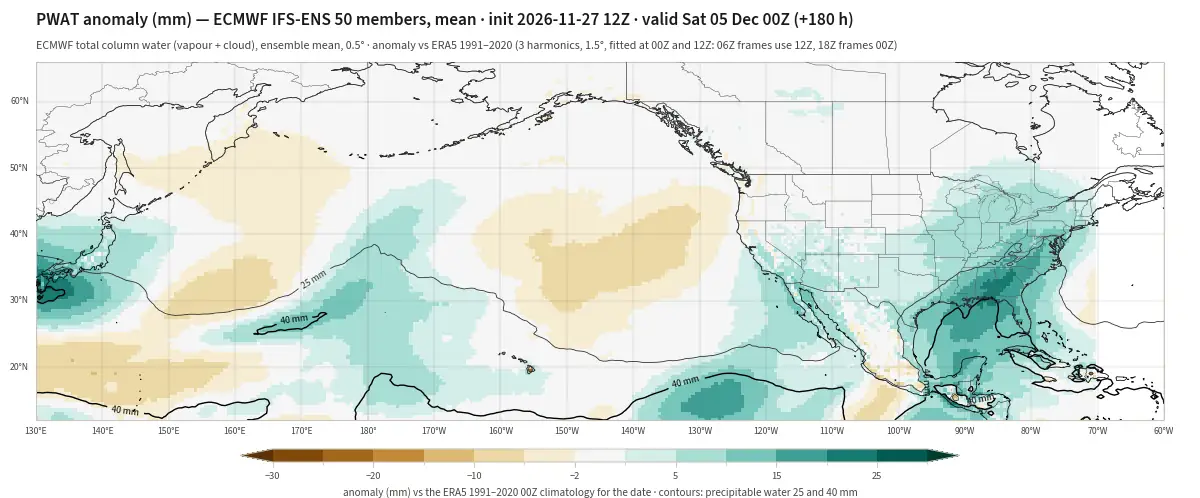 PWAT anomaly (mm) — ECMWF IFS-ENS 50 members, mean · init 2026-11-27 12Z · valid Sat 05 Dec 00Z (+180 h)
ECMWF total column water (vapour + cloud), ensemble mean, 0.5° · anomaly vs ERA5 1991–2020 (3 harmonics, 1.5°, fitted at 00Z and 12Z: 06Z frames use 12Z, 18Z frames 00Z)
60°N
50°N
40°N
30°N
20°N
25 mm
40 mm
40 mm
40 mm
40 mm
40 mm
130°E 140°E 150°E 160°E 170°E 180° 170°W 160°W 150°W 140°W 130°W 120°W 110°W 100°W 90°W 80°W 70°W 60°W
−30 −20 −10 −2 5 15 25
anomaly (mm) vs the ERA5 1991–2020 00Z climatology for the date · contours: precipitable water 25 and 40 mm